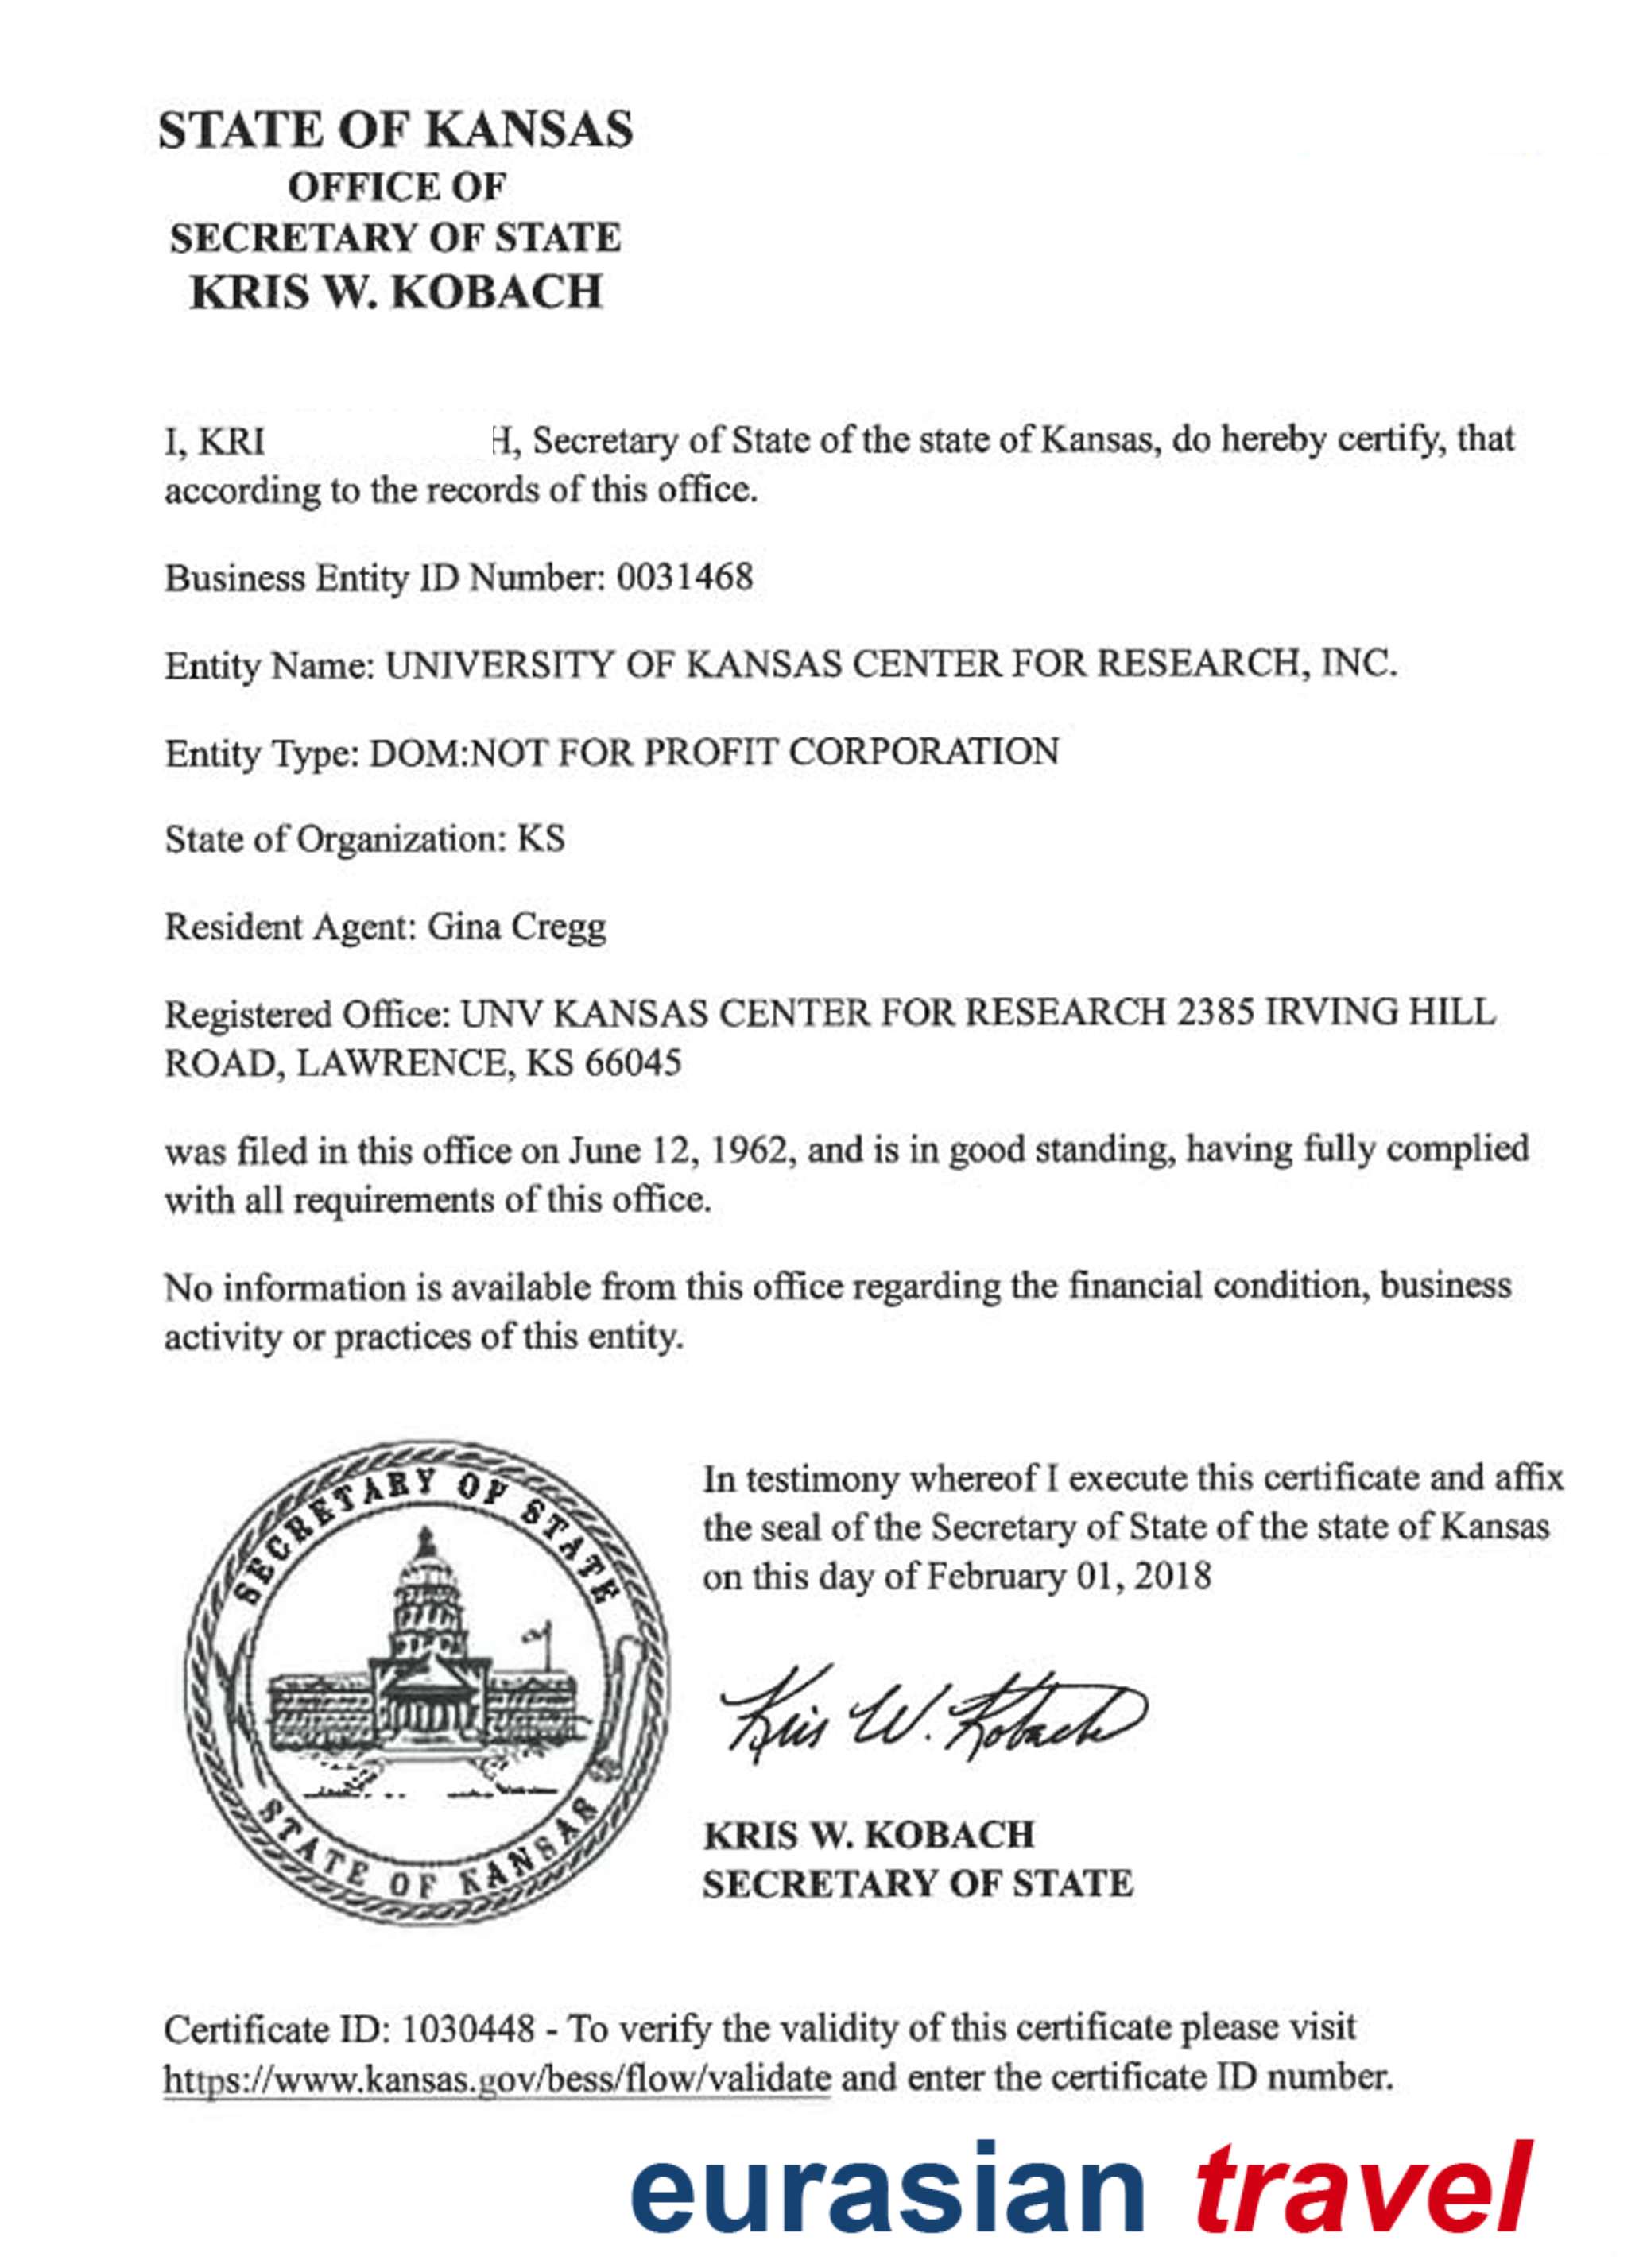 STATE OF KANSAS
OFFICE OF
SECRETARY OF STATE
KRIS W. KOBACH
I, KRI H, Secretary of State of the state of Kansas, do hereby certify, that
according to the records of this office.
Business Entity ID Number: 0031468
Entity Name: UNIVERSITY OF KANSAS CENTER FOR RESEARCH, INC.
Entity Type: DOM:NOT FOR PROFIT CORPORATION
State of Organization: KS
Resident Agent: Gina Cregg
Registered Office: UNV KANSAS CENTER FOR RESEARCH 2385 IRVING HILL
ROAD, LAWRENCE, KS 66045
was filed in this office on June 12, 1962, and is in good standing, having fully complied
with all requirements of this office.
No information is available from this office regarding the financial condition, business
activity or practices of this entity.
SECRETARY OF STATE
STATE OF KANSAS
In testimony whereof I execute this certificate and affix
the seal of the Secretary of State of the state of Kansas
on this day of February 01, 2018
Kris W. Kobach
KRIS W. KOBACH
SECRETARY OF STATE
Certificate ID: 1030448 - To verify the validity of this certificate please visit
https://www.kansas.gov/bess/flow/validate and enter the certificate ID number.
eurasian travel